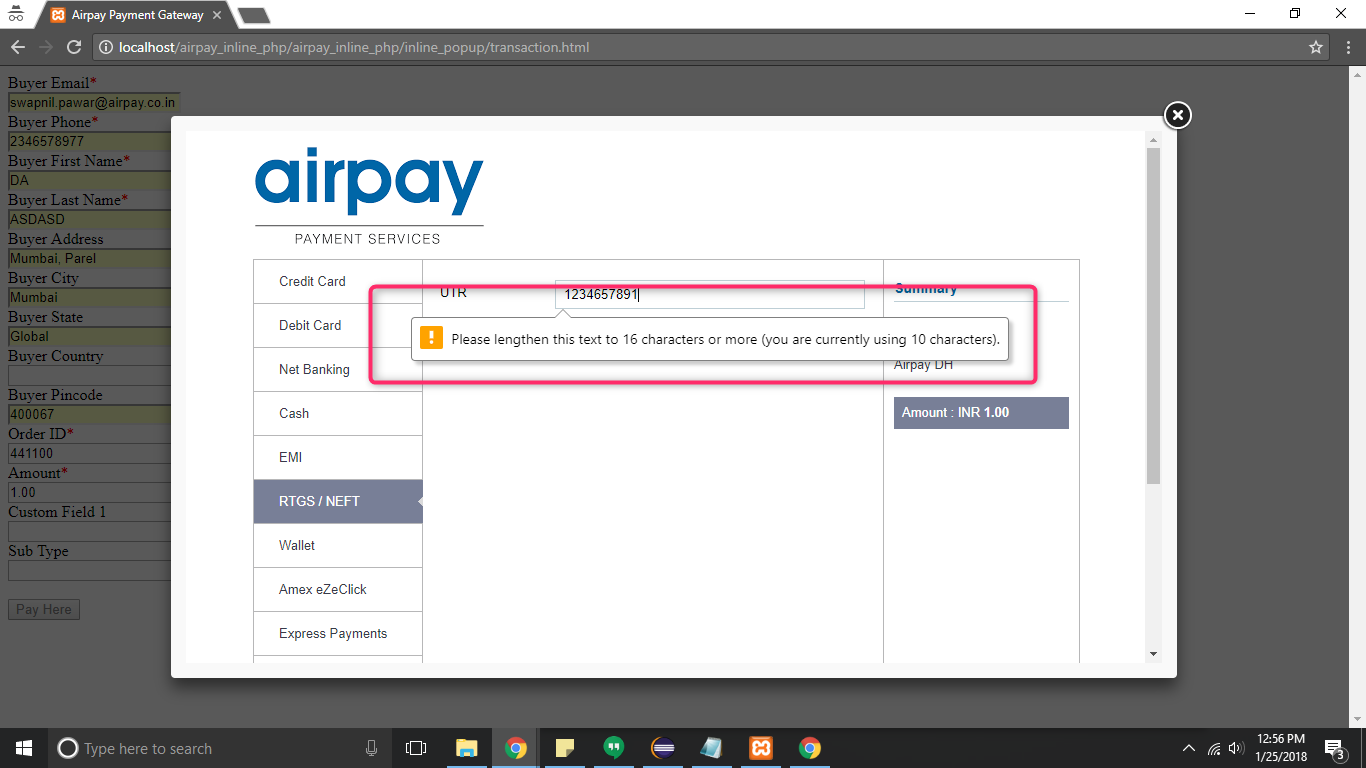 Airpay Payment Gateway
localhost/airpay_inline_php/airpay_inline_php/inline_popup/transaction.html
Buyer Email*
swapnil.pawar@airpay.co.in
Buyer Phone*
2346578977
Buyer First Name*
DA
Buyer Last Name*
ASDASD
Buyer Address
Mumbai, Parel
Buyer City
Mumbai
Buyer State
Global
Buyer Country
Buyer Pincode
400067
Order ID*
441100
Amount*
1.00
Custom Field 1
Sub Type
Pay Here
airpay
PAYMENT SERVICES
Credit Card
Debit Card
Net Banking
Cash
EMI
RTGS / NEFT
Wallet
Amex eZeClick
Express Payments
UTR
1234657891
Please lengthen this text to 16 characters or more (you are currently using 10 characters).
Summary
Airpay DH
Amount : INR 1.00
Type here to search
12:56 PM
1/25/2018
3